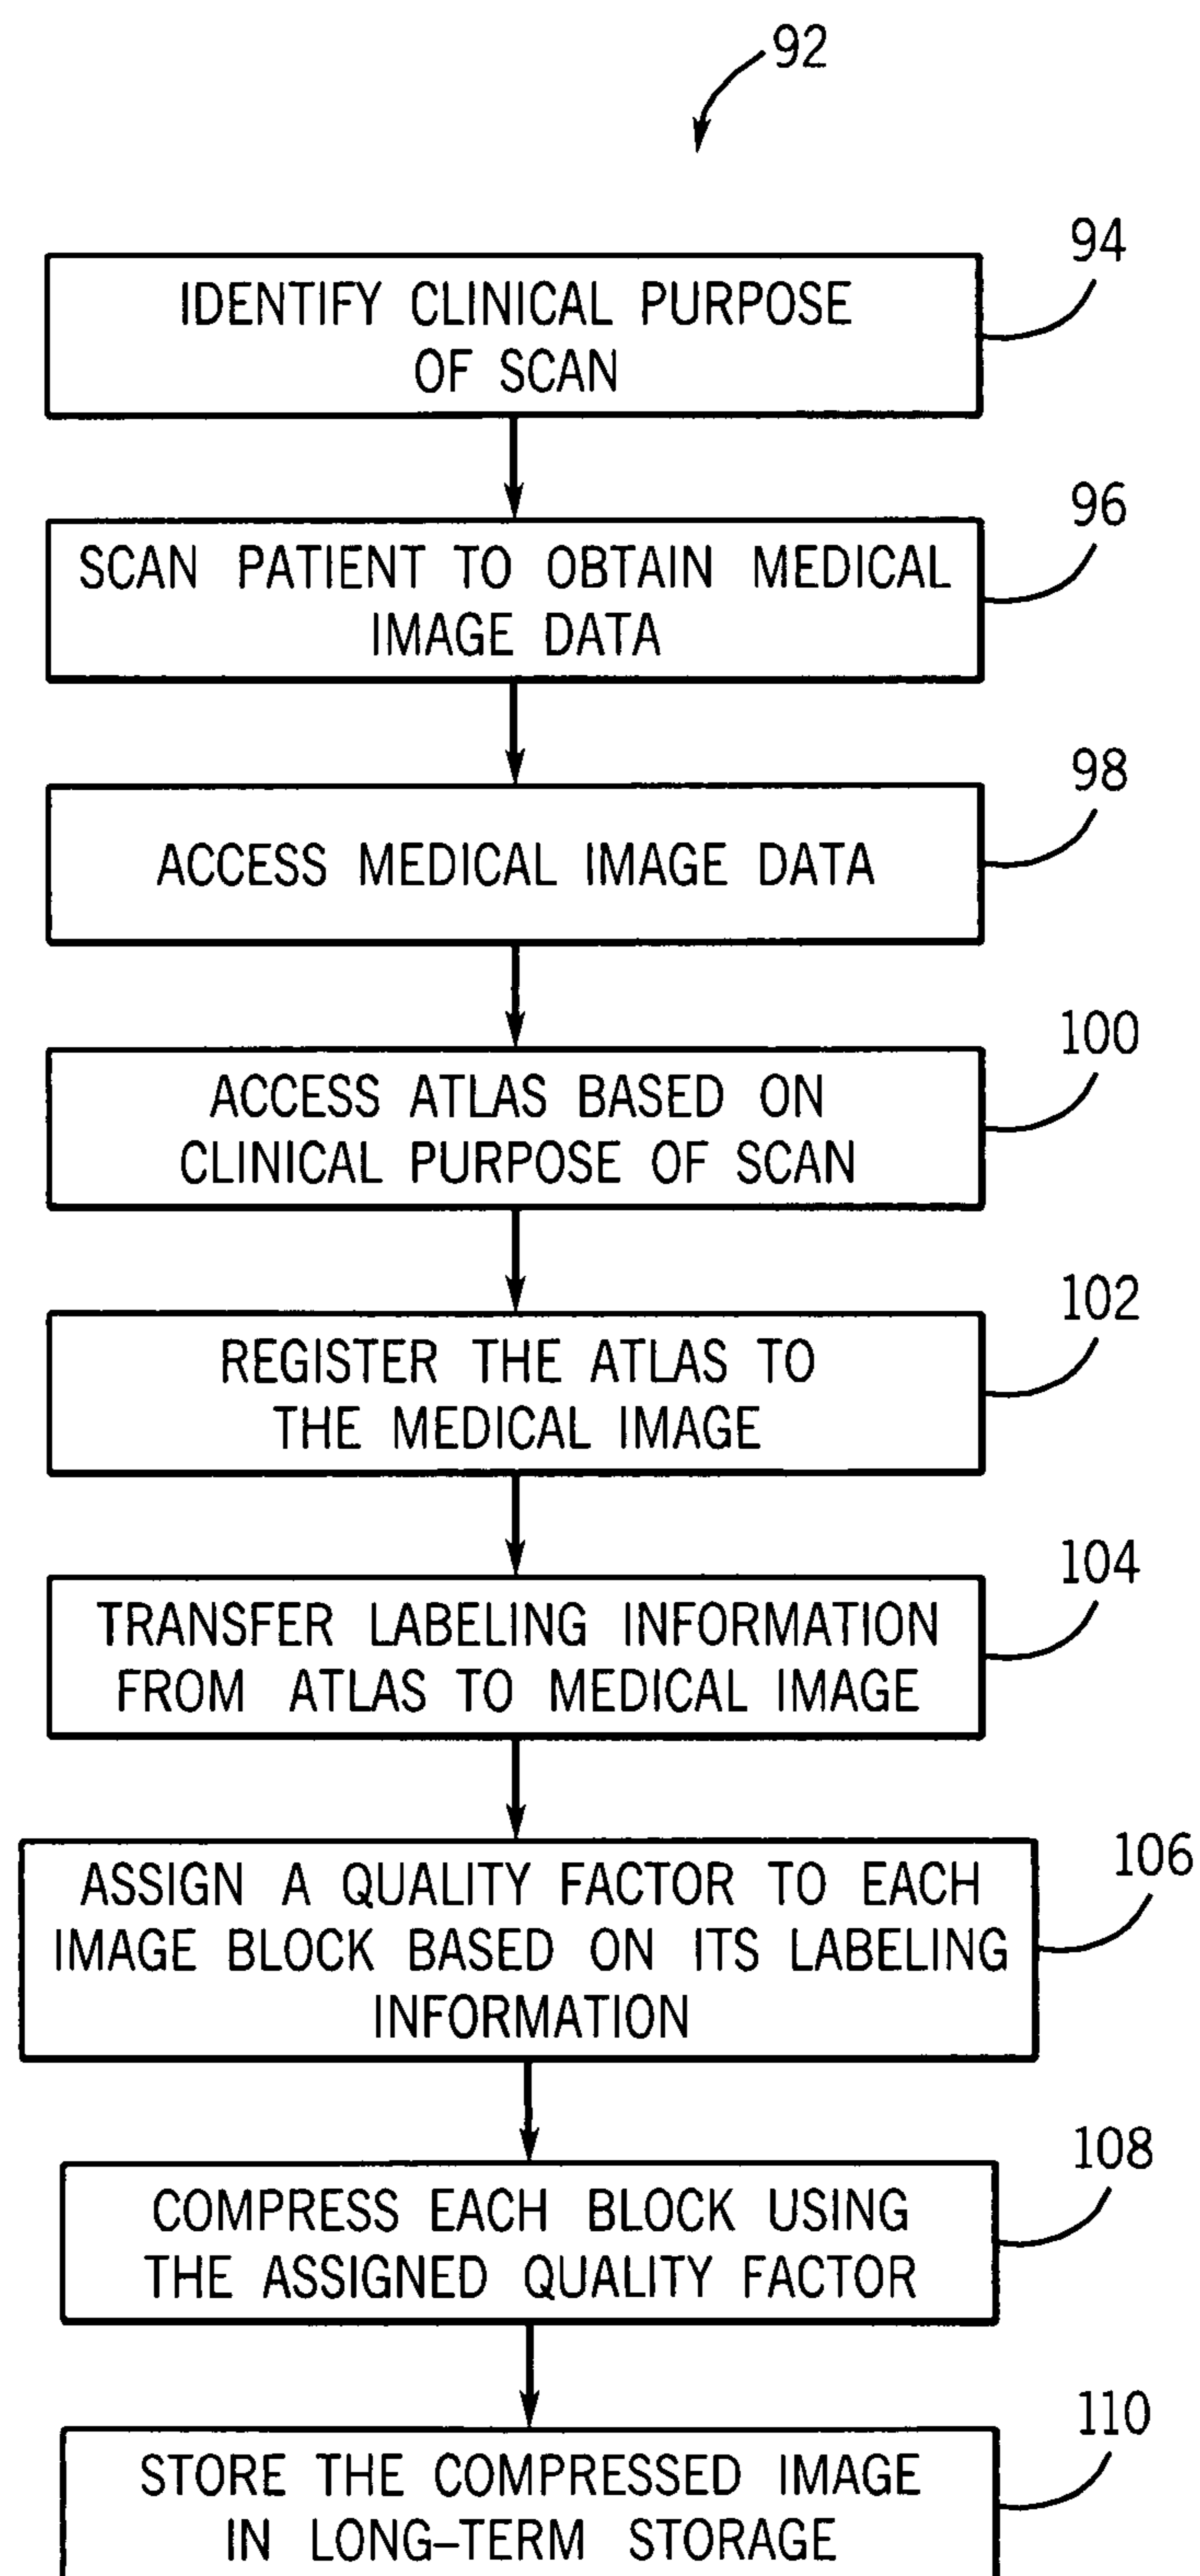 92
94
IDENTIFY CLINICAL PURPOSE
OF SCAN
96
SCAN PATIENT TO OBTAIN MEDICAL
IMAGE DATA
98
ACCESS MEDICAL IMAGE DATA
100
ACCESS ATLAS BASED ON
CLINICAL PURPOSE OF SCAN
102
REGISTER THE ATLAS TO
THE MEDICAL IMAGE
104
TRANSFER LABELING INFORMATION
FROM ATLAS TO MEDICAL IMAGE
106
ASSIGN A QUALITY FACTOR TO EACH
IMAGE BLOCK BASED ON ITS LABELING
INFORMATION
108
COMPRESS EACH BLOCK USING
THE ASSIGNED QUALITY FACTOR
110
STORE THE COMPRESSED IMAGE
IN LONG-TERM STORAGE